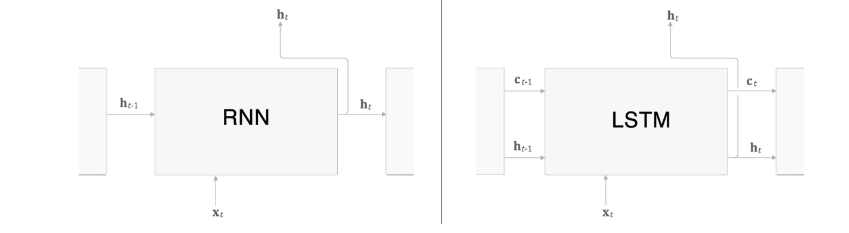 h_t
h_{t-1}
RNN
h_t
x_t
h_t
c_{t-1}
c_t
LSTM
h_{t-1}
h_t
x_t